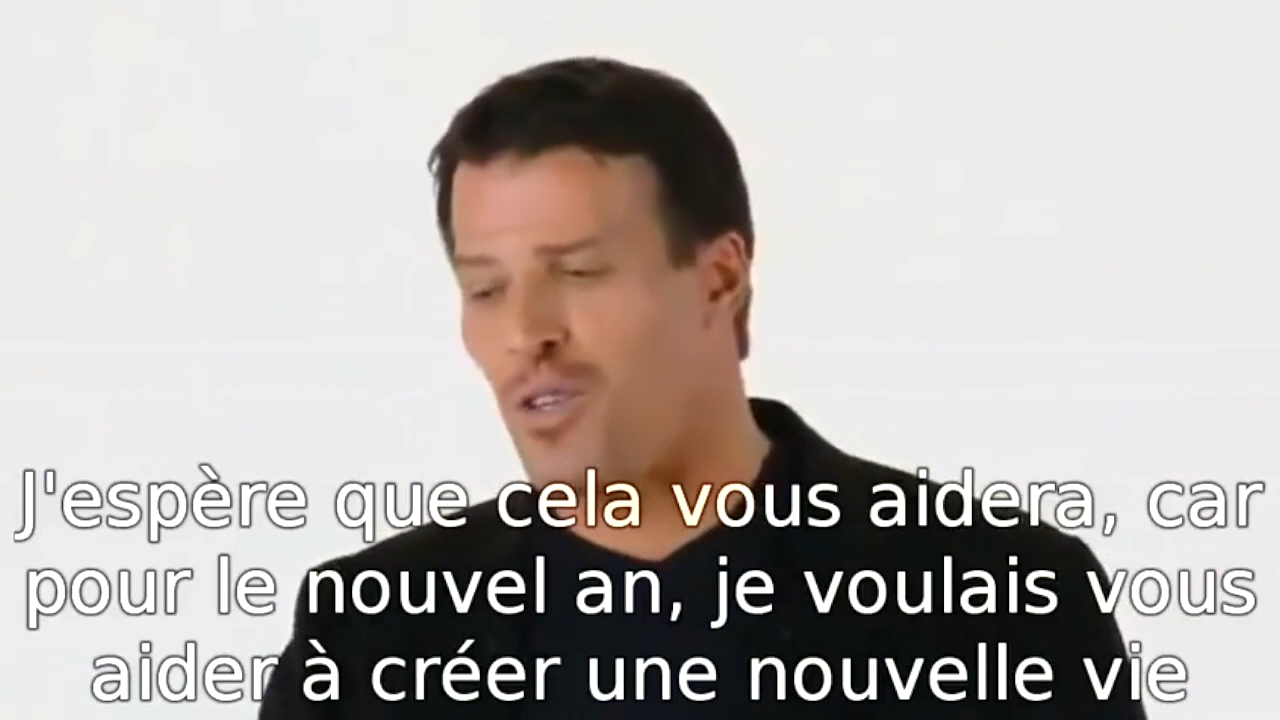 J'espère que cela vous aidera, car
pour le nouvel an, je voulais vous
aider à créer une nouvelle vie